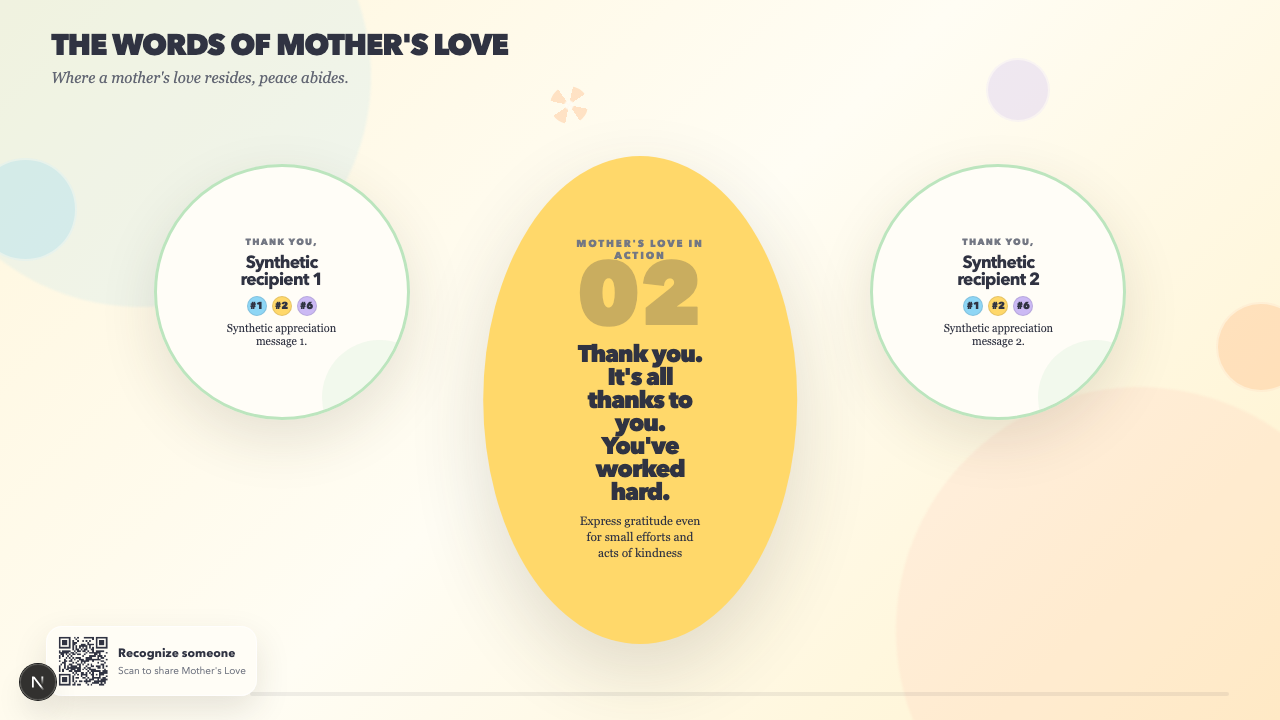 THE WORDS OF MOTHER'S LOVE
Where a mother's love resides, peace abides.
THANK YOU,
Synthetic
recipient 1
#1 #2 #6
Synthetic appreciation
message 1.
MOTHER'S LOVE IN
ACTION
02
Thank you.
It's all
thanks to
you.
You've
worked
hard.
Express gratitude even
for small efforts and
acts of kindness
THANK YOU,
Synthetic
recipient 2
#1 #2 #6
Synthetic appreciation
message 2.
Recognize someone
Scan to share Mother's Love
N